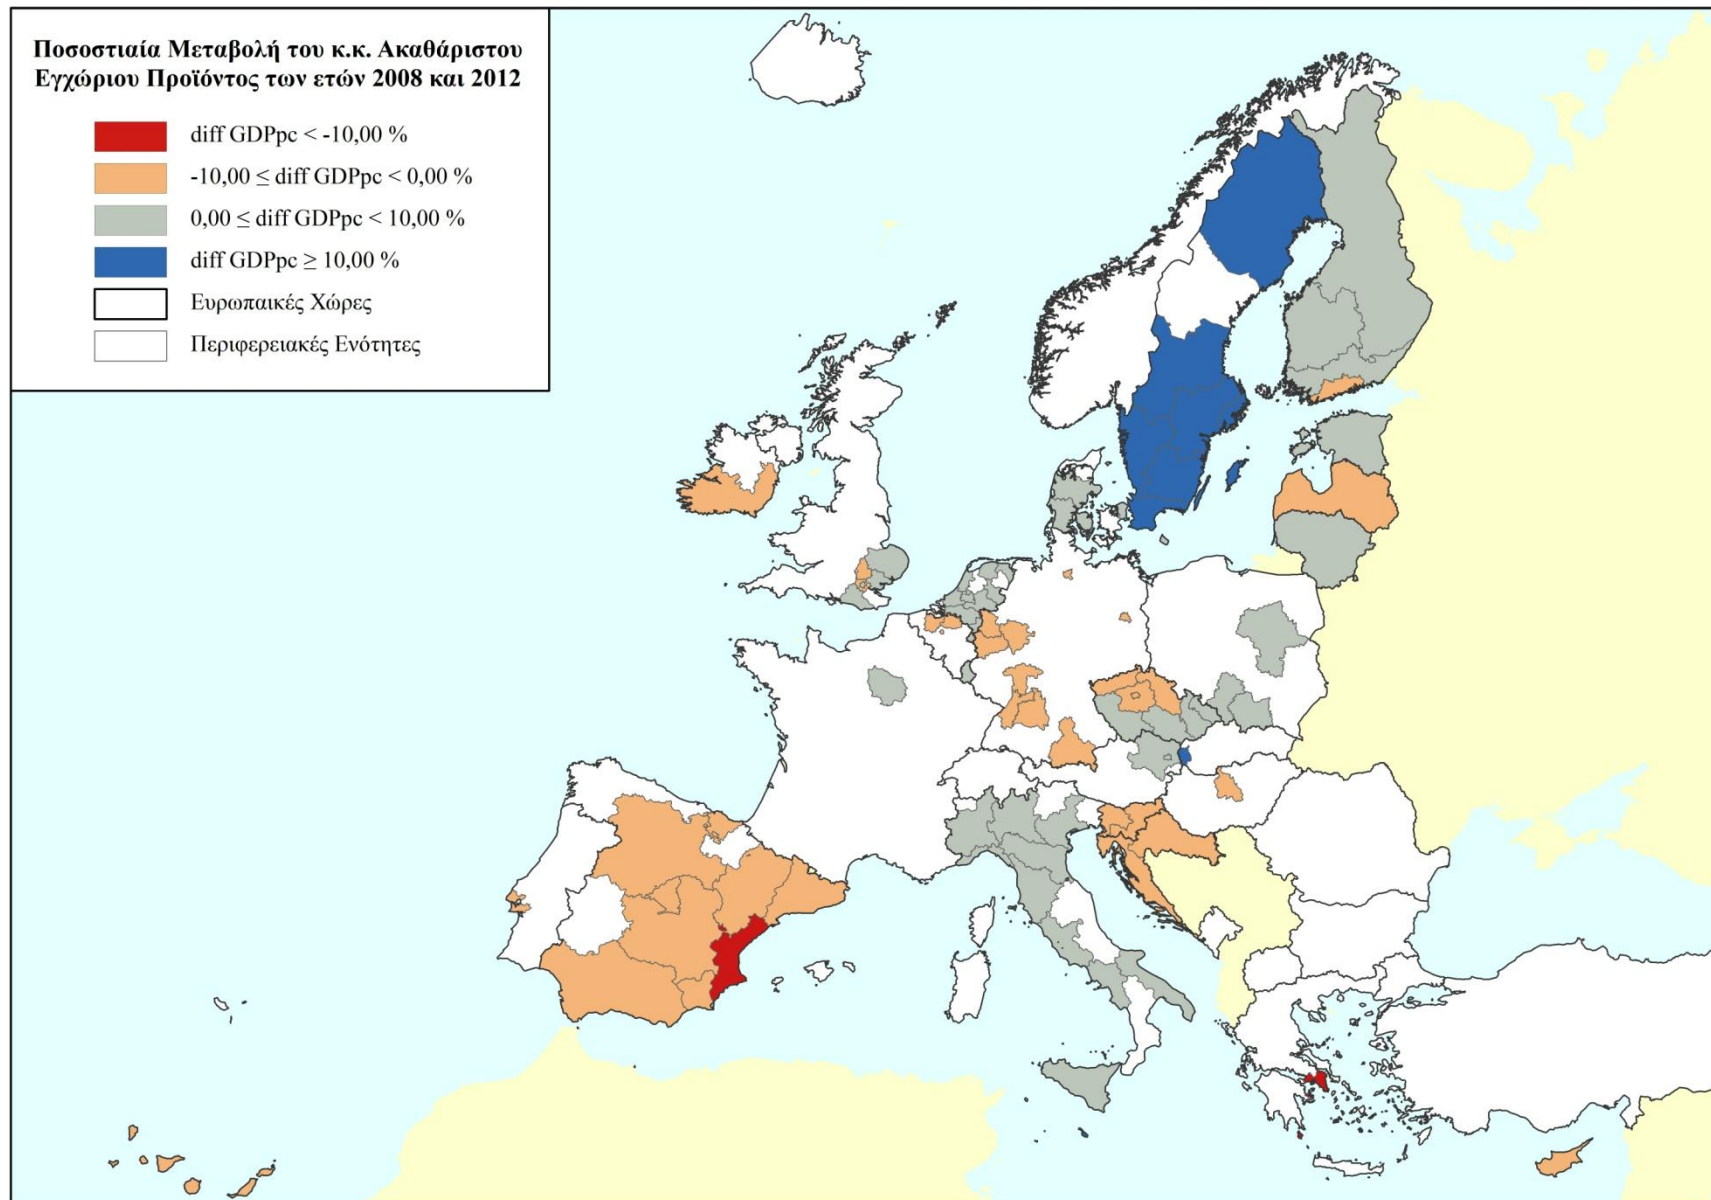 Ποσοστιαία Μεταβολή του κ.κ. Ακαθάριστου
Εγχώριου Προϊόντος των ετών 2008 και 2012
diff GDPpc < -10,00 %
-10,00 ≤ diff GDPpc < 0,00 %
0,00 ≤ diff GDPpc < 10,00 %
diff GDPpc ≥ 10,00 %
Ευρωπαικές Χώρες
Περιφερειακές Ενότητες